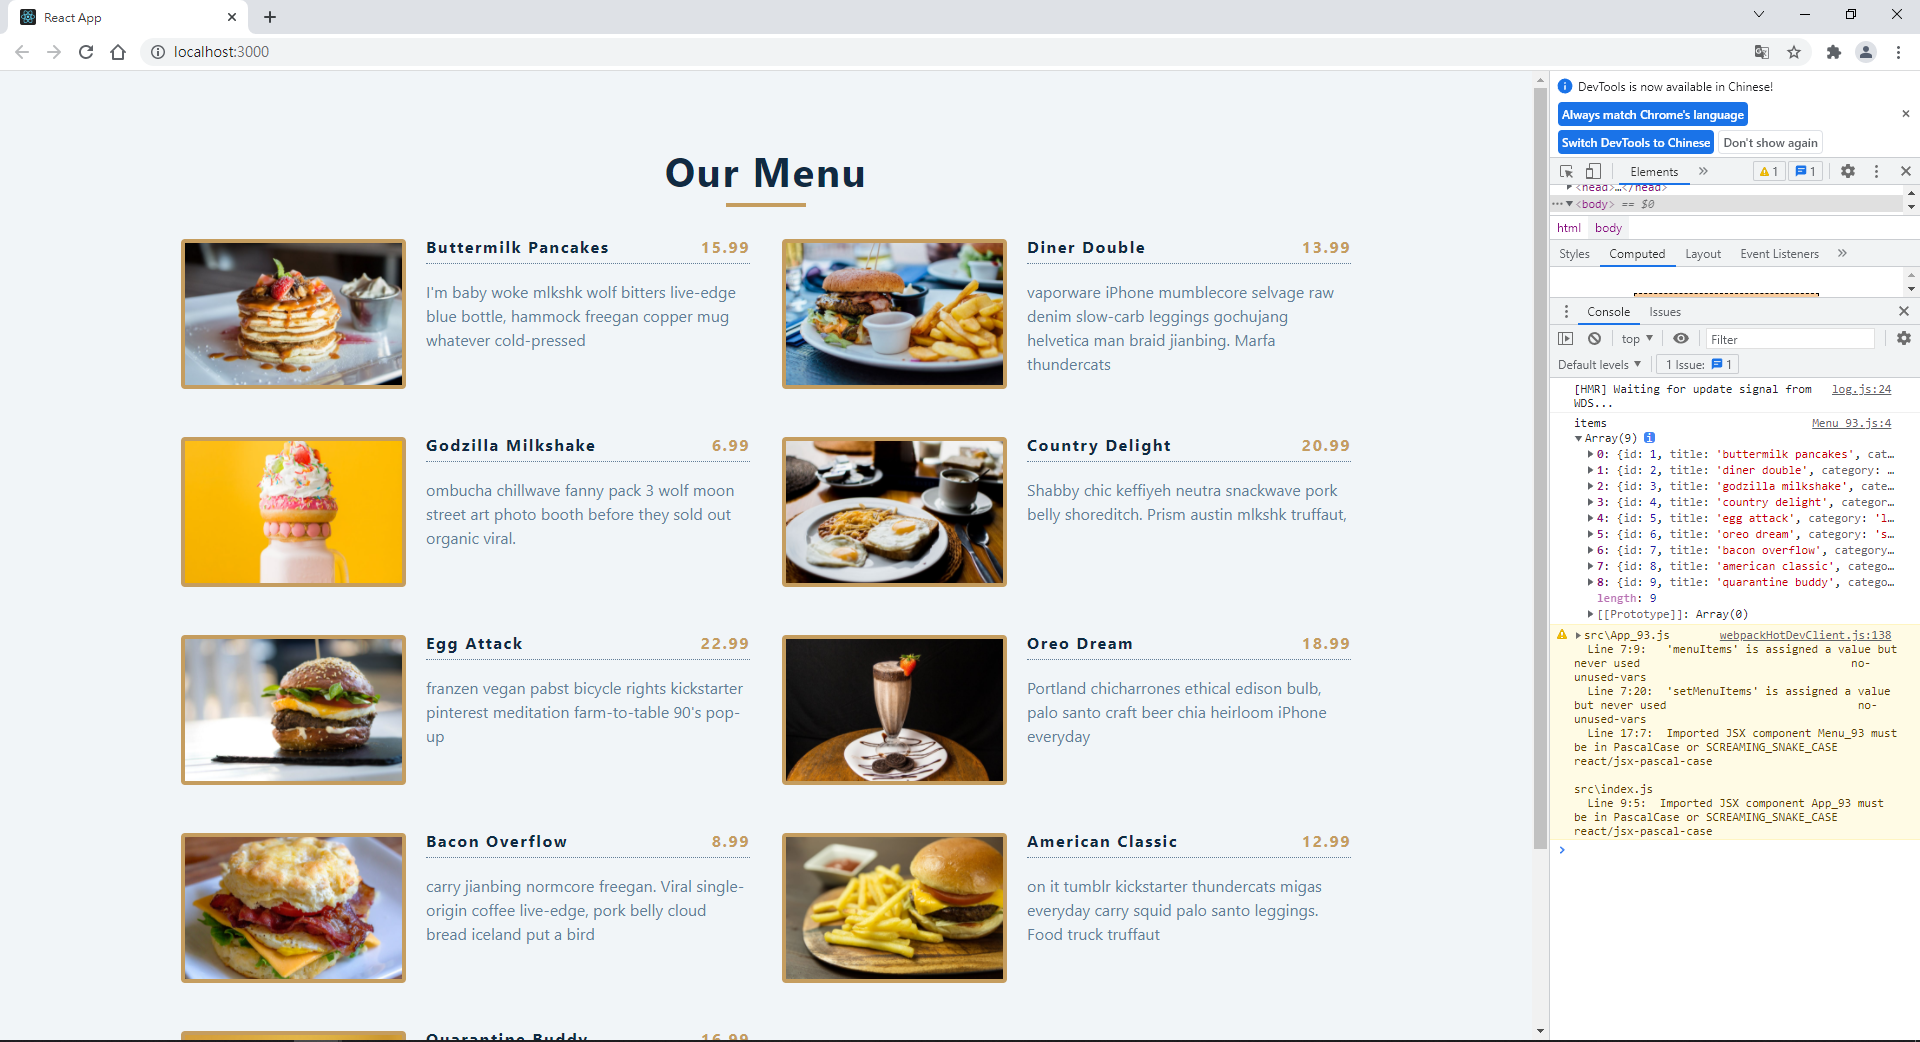 React App
localhost:3000
Our Menu
Buttermilk Pancakes 15.99
I'm baby woke mlkshk wolf bitters live-edge
blue bottle, hammock freegan copper mug
whatever cold-pressed
Diner Double 13.99
vaporware iPhone mumblecore selvage raw
denim slow-carb leggings gochujang
helvetica man braid jianbing. Marfa
thundercats
Godzilla Milkshake 6.99
ombucha chillwave fanny pack 3 wolf moon
street art photo booth before they sold out
organic viral.
Country Delight 20.99
Shabby chic keffiyeh neutra snackwave pork
belly shoreditch. Prism austin mlkshk truffaut,
Egg Attack 22.99
franzen vegan pabst bicycle rights kickstarter
pinterest meditation farm-to-table 90's pop-
up
Oreo Dream 18.99
Portland chicharrones ethical edison bulb,
palo santo craft beer chia heirloom iPhone
everyday
Bacon Overflow 8.99
carry jianbing normcore freegan. Viral single-
origin coffee live-edge, pork belly cloud
bread iceland put a bird
American Classic 12.99
on it tumblr kickstarter thundercats migas
everyday carry squid palo santo leggings.
Food truck truffaut
Quarantine Buddy 16.99
DevTools is now available in Chinese!
Always match Chrome's language
Switch DevTools to Chinese Don't show again
Elements » 1 1
<head>…</head>
<body> == $0
html body
Styles Computed Layout Event Listeners »
Console Issues
top Filter
Default levels 1 Issue: 1
[HMR] Waiting for update signal from log.js:24
WDS...
items Menu_93.js:4
Array(9)
0: {id: 1, title: 'buttermilk pancakes', cat…
1: {id: 2, title: 'diner double', category: …
2: {id: 3, title: 'godzilla milkshake', cate…
3: {id: 4, title: 'country delight', categor…
4: {id: 5, title: 'egg attack', category: 'l…
5: {id: 6, title: 'oreo dream', category: 's…
6: {id: 7, title: 'bacon overflow', category…
7: {id: 8, title: 'american classic', catego…
8: {id: 9, title: 'quarantine buddy', catego…
length: 9
[[Prototype]]: Array(0)
src\App_93.js webpackHotDevClient.js:138
Line 7:9: 'menuItems' is assigned a value but
never used no-
unused-vars
Line 7:20: 'setMenuItems' is assigned a value
but never used no-
unused-vars
Line 17:7: Imported JSX component Menu_93 must
be in PascalCase or SCREAMING_SNAKE_CASE
react/jsx-pascal-case
src\index.js
Line 9:5: Imported JSX component App_93 must
be in PascalCase or SCREAMING_SNAKE_CASE
react/jsx-pascal-case